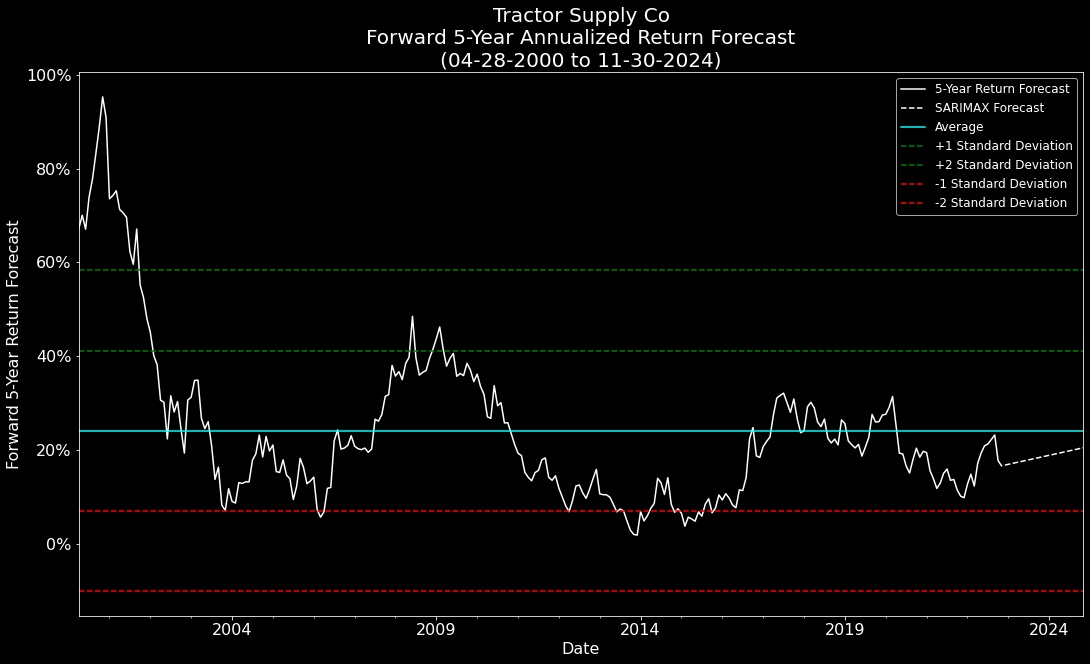 Tractor Supply Co
Forward 5-Year Annualized Return Forecast
(04-28-2000 to 11-30-2024)
100%
80%
60%
40%
20%
0%
Forward 5-Year Return Forecast
5-Year Return Forecast
SARIMAX Forecast
Average
+1 Standard Deviation
+2 Standard Deviation
-1 Standard Deviation
-2 Standard Deviation
2004
2009
2014
2019
2024
Date